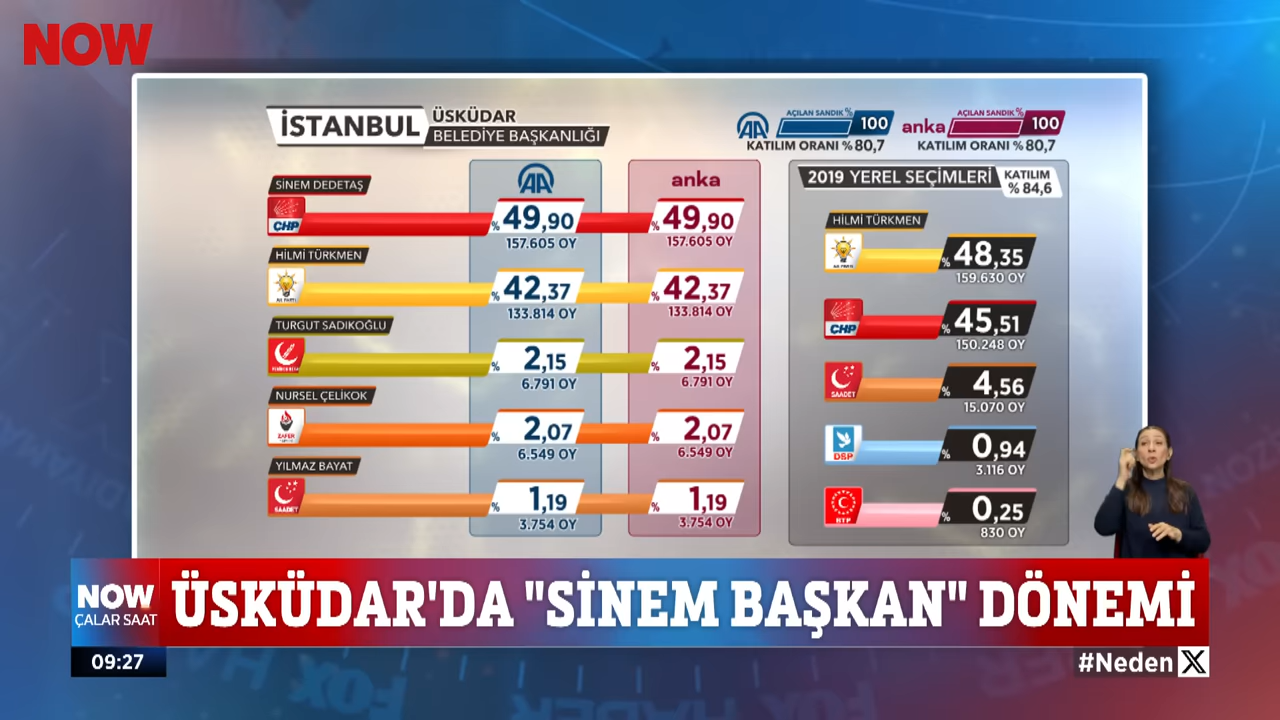 NOW
İSTANBUL
ÜSKÜDAR
BELEDİYE BAŞKANLIĞI
AA
AÇILAN SANDIK %
100
KATILIM ORANI %80,7
anka
AÇILAN SANDIK %
100
KATILIM ORANI %80,7
AA
anka
SİNEM DEDETAŞ
CHP
%49,90
157.605 OY
%49,90
157.605 OY
HİLMİ TÜRKMEN
AK PARTİ
%42,37
133.814 OY
%42,37
133.814 OY
TURGUT SADIKOĞLU
%2,15
6.791 OY
%2,15
6.791 OY
NURSEL ÇELİKOK
ZAFER
%2,07
6.549 OY
%2,07
6.549 OY
YILMAZ BAYAT
SAADET
%1,19
3.754 OY
%1,19
3.754 OY
2019 YEREL SEÇİMLERİ
KATILIM
% 84,6
HİLMİ TÜRKMEN
AK PARTİ
%48,35
159.630 OY
CHP
%45,51
150.248 OY
SAADET
%4,56
15.070 OY
DSP
%0,94
3.116 OY
BTP
%0,25
830 OY
NOW
ÇALAR SAAT
ÜSKÜDAR'DA "SİNEM BAŞKAN" DÖNEMİ
09:27
#Neden X